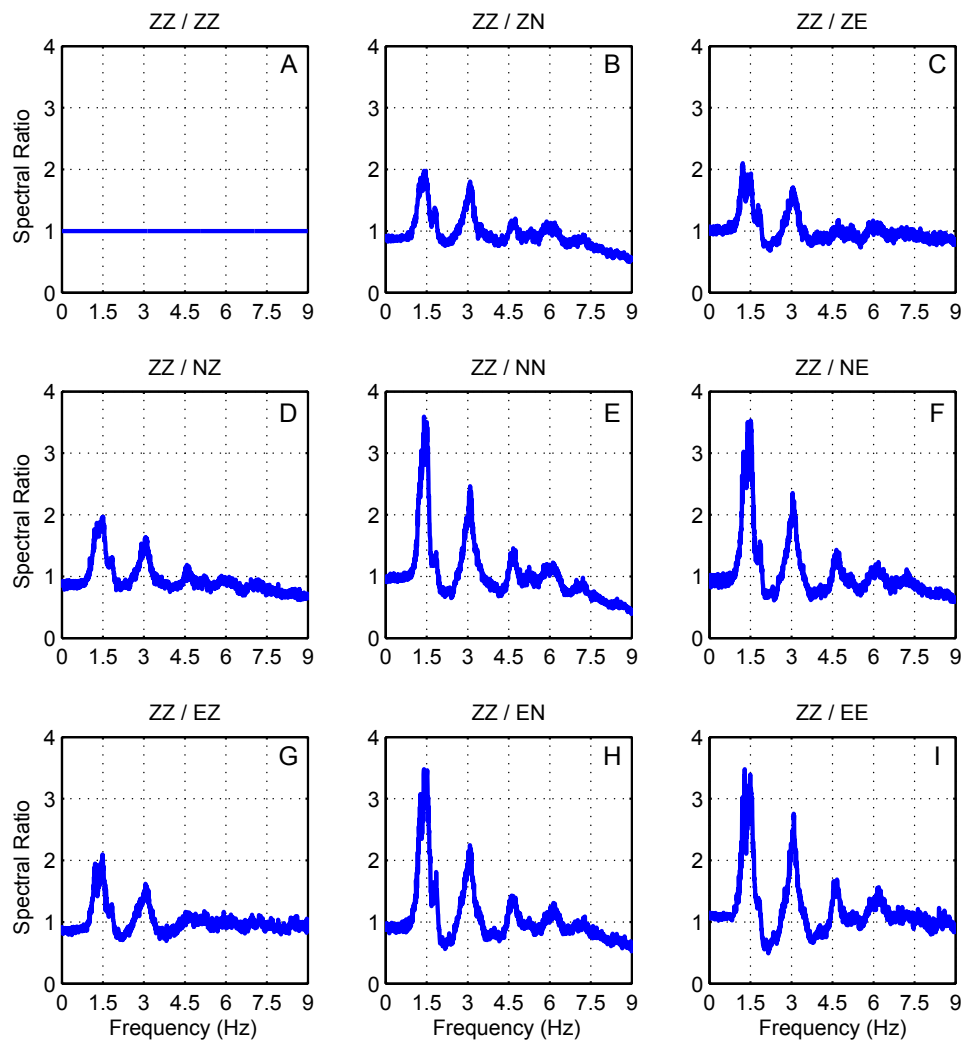 ZZ / ZZ
ZZ / ZN
ZZ / ZE
A
B
C
Spectral Ratio
4
3
2
1
0
0 1.5 3 4.5 6 7.5 9
4
3
2
1
0
0 1.5 3 4.5 6 7.5 9
4
3
2
1
0
0 1.5 3 4.5 6 7.5 9
ZZ / NZ
ZZ / NN
ZZ / NE
D
E
F
Spectral Ratio
4
3
2
1
0
0 1.5 3 4.5 6 7.5 9
4
3
2
1
0
0 1.5 3 4.5 6 7.5 9
4
3
2
1
0
0 1.5 3 4.5 6 7.5 9
ZZ / EZ
ZZ / EN
ZZ / EE
G
H
I
Spectral Ratio
4
3
2
1
0
0 1.5 3 4.5 6 7.5 9
Frequency (Hz)
4
3
2
1
0
0 1.5 3 4.5 6 7.5 9
Frequency (Hz)
4
3
2
1
0
0 1.5 3 4.5 6 7.5 9
Frequency (Hz)